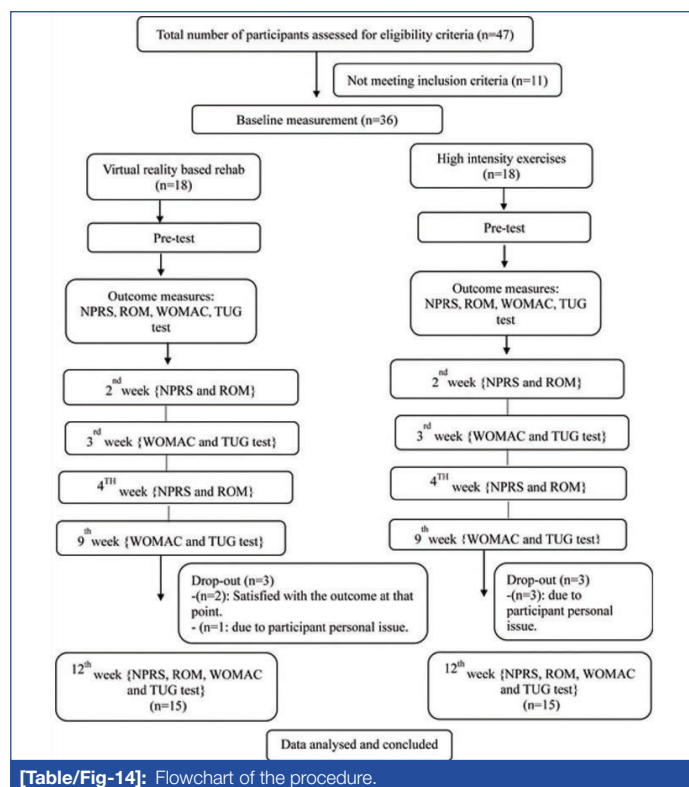 Total number of participants assessed for eligibility criteria (n=47)
Not meeting inclusion criteria (n=11)
Baseline measurement (n=36)
Virtual reality based rehab
(n=18)
Pre-test
Outcome measures:
NPRS, ROM, WOMAC, TUG
test
2nd week {NPRS and ROM}
3rd week {WOMAC and TUG test}
4TH week {NPRS and ROM}
9th week {WOMAC and TUG test}
Drop-out (n=3)
-(n=2): Satisfied with the outcome at that
point.
- (n=1: due to participant personal issue.
12th week {NPRS, ROM, WOMAC
and TUG test}
(n=15)
High intensity exercises
(n=18)
Pre-test
Outcome measures:
NPRS, ROM, WOMAC, TUG
test
2nd week {NPRS and ROM}
3rd week {WOMAC and TUG test}
4TH week {NPRS and ROM}
9th week {WOMAC and TUG test}
Drop-out (n=3)
-(n=3): due to
participant personal
issue.
12th week {NPRS, ROM, WOMAC
and TUG test}
(n=15)
Data analysed and concluded
[Table/Fig-14]: Flowchart of the procedure.